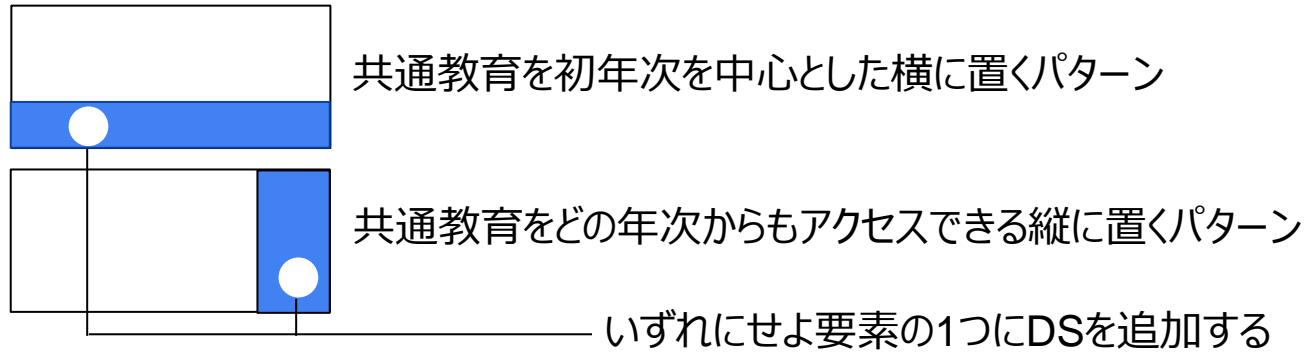 共通教育を初年次を中心とした横に置くパターン
共通教育をどの年次からもアクセスできる縦に置くパターン
いずれにせよ要素の1つにDSを追加する